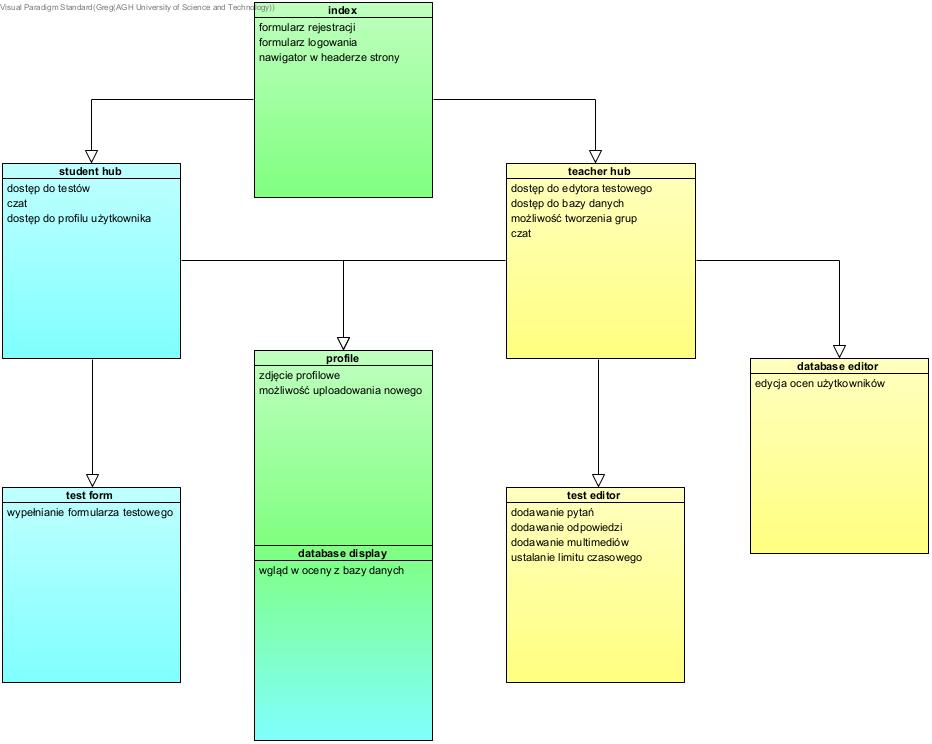 Visual Paradigm Standard(Greg(AGH University of Science and Technology))
index
formularz rejestracji
formularz logowania
nawigator w headerze strony
student hub
dostęp do testów
czat
dostęp do profilu użytkownika
teacher hub
dostęp do edytora testowego
dostęp do bazy danych
możliwość tworzenia grup
czat
profile
zdjęcie profilowe
możliwość uploadowania nowego
database editor
edycja ocen użytkowników
test form
wypełnianie formularza testowego
database display
wgląd w oceny z bazy danych
test editor
dodawanie pytań
dodawanie odpowiedzi
dodawanie multimediów
ustalanie limitu czasowego